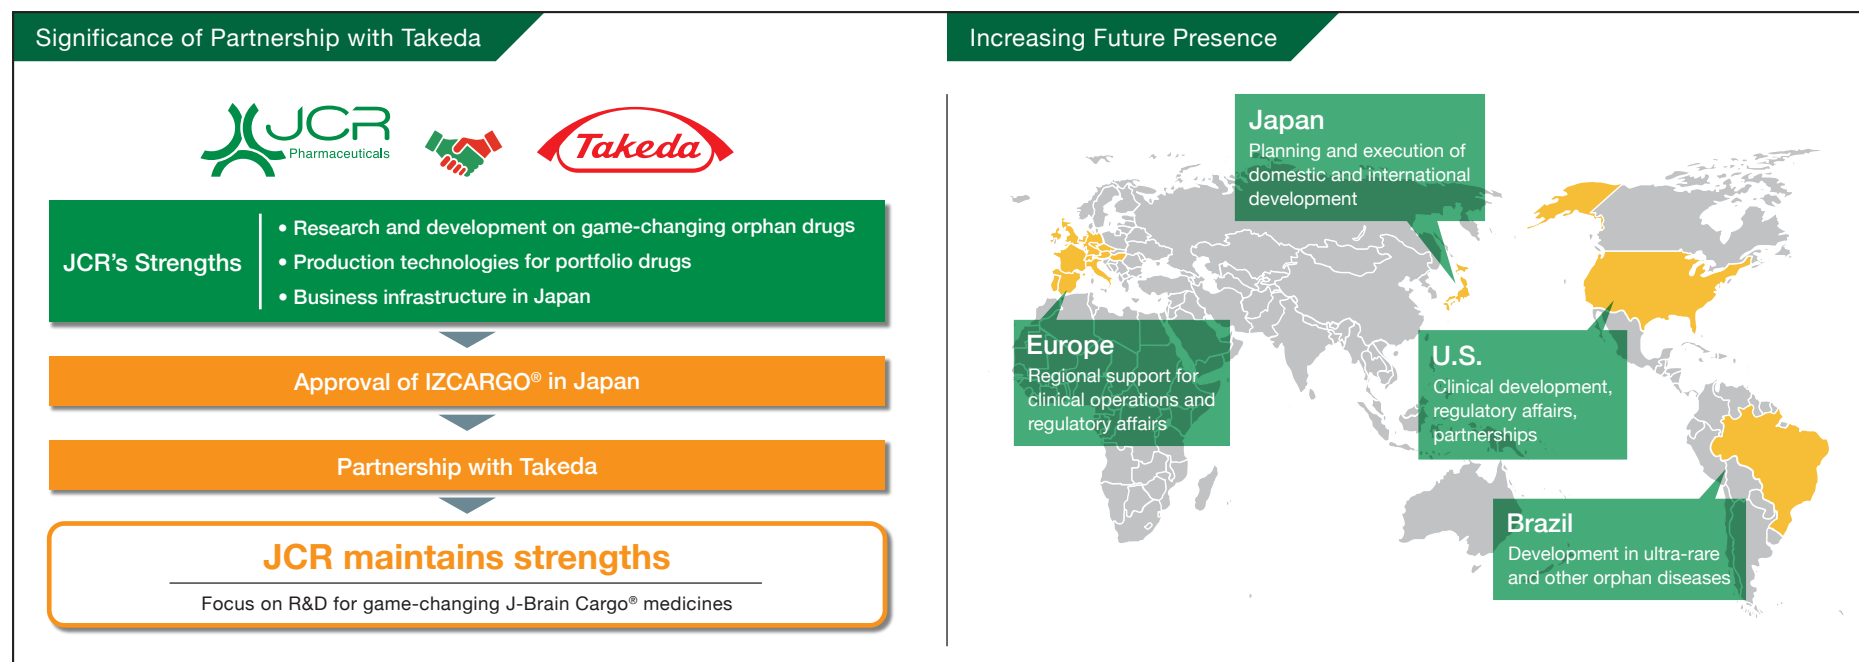 Significance of Partnership with Takeda
JCR
Pharmaceuticals
Takeda
JCR's Strengths
• Research and development on game-changing orphan drugs
• Production technologies for portfolio drugs
• Business infrastructure in Japan
Approval of IZCARGO® in Japan
Partnership with Takeda
JCR maintains strengths
Focus on R&D for game-changing J-Brain Cargo® medicines
Increasing Future Presence
Japan
Planning and execution of
domestic and international
development
Europe
Regional support for
clinical operations and
regulatory affairs
U.S.
Clinical development,
regulatory affairs,
partnerships
Brazil
Development in ultra-rare
and other orphan diseases